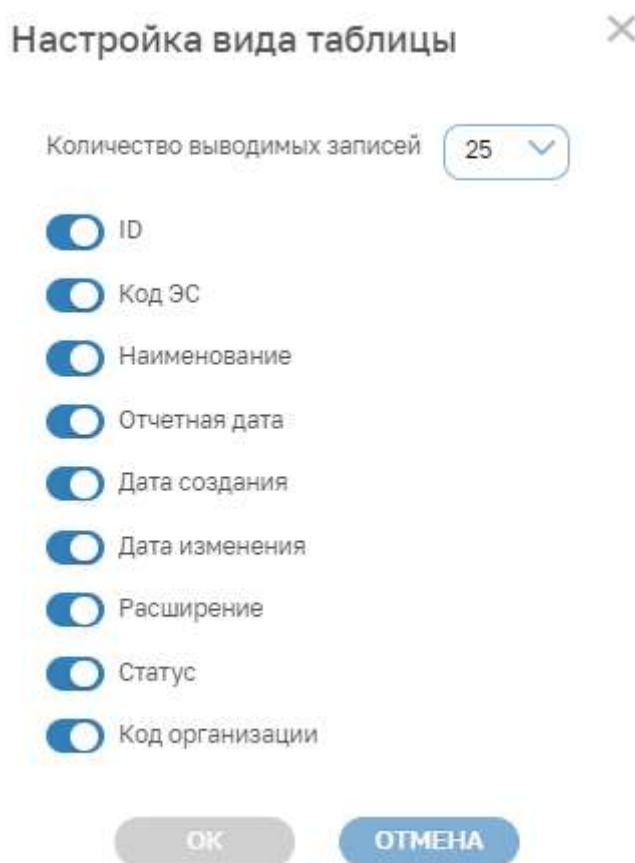 Настройка вида таблицы
Количество выводимых записей 25
ID
Код ЭС
Наименование
Отчетная дата
Дата создания
Дата изменения
Расширение
Статус
Код организации
ОК ОТМЕНА